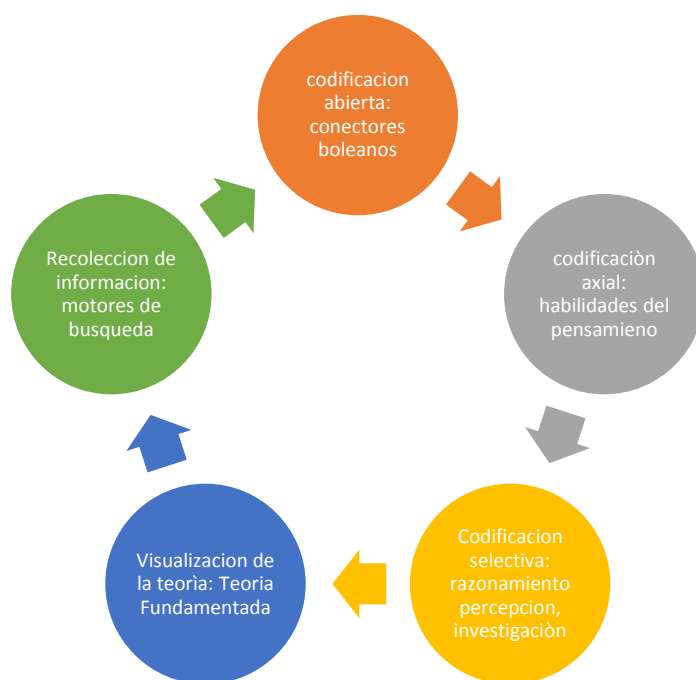 codificacion
abierta:
conectores
boleanos
codificaciòn
axial:
habilidades del
pensamieno
Codificacion
selectiva:
razonamiento
percepcion,
investigaciòn
Visualizacion de
la teorìa: Teoria
Fundamentada
Recoleccion de
informacion:
motores de
busqueda